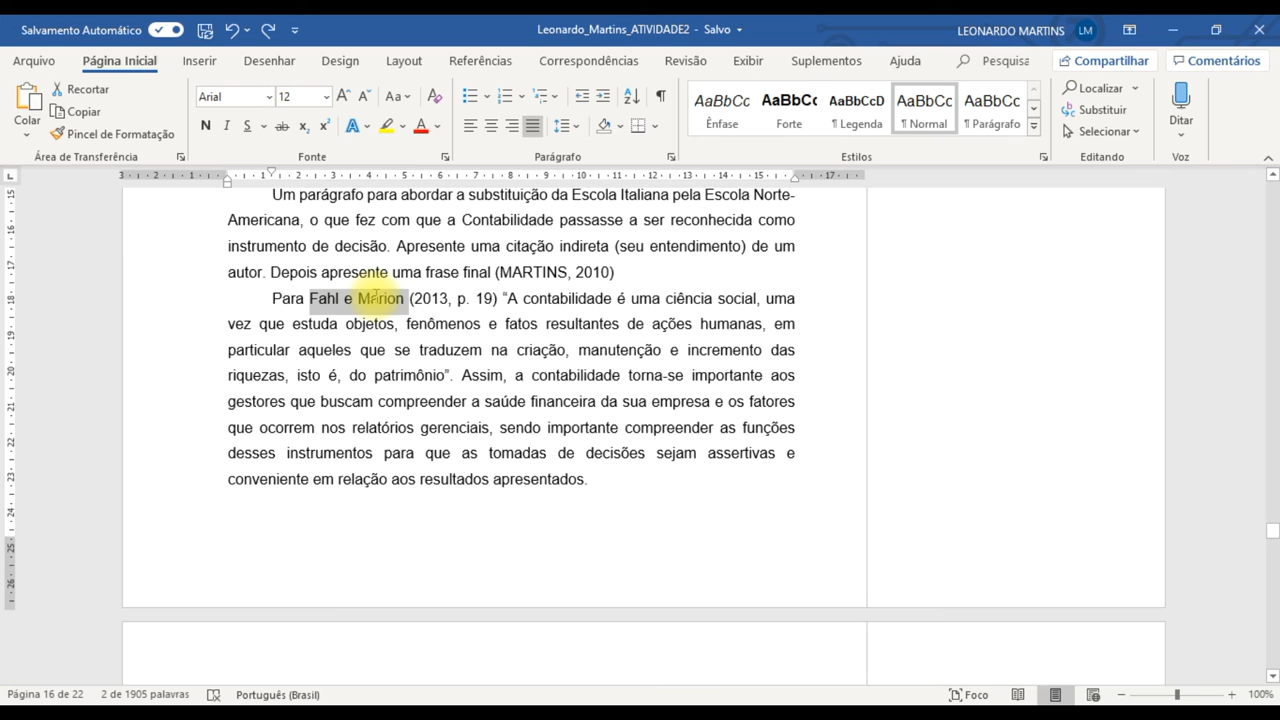 Salvamento Automático
Leonardo_Martins_ATIVIDADE2 - Salvo
LEONARDO MARTINS LM
Arquivo Página Inicial Inserir Desenhar Design Layout Referências Correspondências Revisão Exibir Suplementos Ajuda Pesquisa Compartilhar Comentários
Colar
Recortar
Copiar
Pincel de Formatação
Área de Transferência
Arial 12
Fonte
Parágrafo
AaBbCc AaBbCc AaBbCcD AaBbCc AaBbCc
Ênfase Forte ¶ Legenda ¶ Normal ¶ Parágrafo
Estilos
Localizar
Substituir
Selecionar
Editando
Ditar
Voz
Um parágrafo para abordar a substituição da Escola Italiana pela Escola Norte-
Americana, o que fez com que a Contabilidade passasse a ser reconhecida como
instrumento de decisão. Apresente uma citação indireta (seu entendimento) de um
autor. Depois apresente uma frase final (MARTINS, 2010)
Para Fahl e Marion (2013, p. 19) “A contabilidade é uma ciência social, uma
vez que estuda objetos, fenômenos e fatos resultantes de ações humanas, em
particular aqueles que se traduzem na criação, manutenção e incremento das
riquezas, isto é, do patrimônio”. Assim, a contabilidade torna-se importante aos
gestores que buscam compreender a saúde financeira da sua empresa e os fatores
que ocorrem nos relatórios gerenciais, sendo importante compreender as funções
desses instrumentos para que as tomadas de decisões sejam assertivas e
conveniente em relação aos resultados apresentados.
Página 16 de 22 2 de 1905 palavras Português (Brasil) Foco 100%